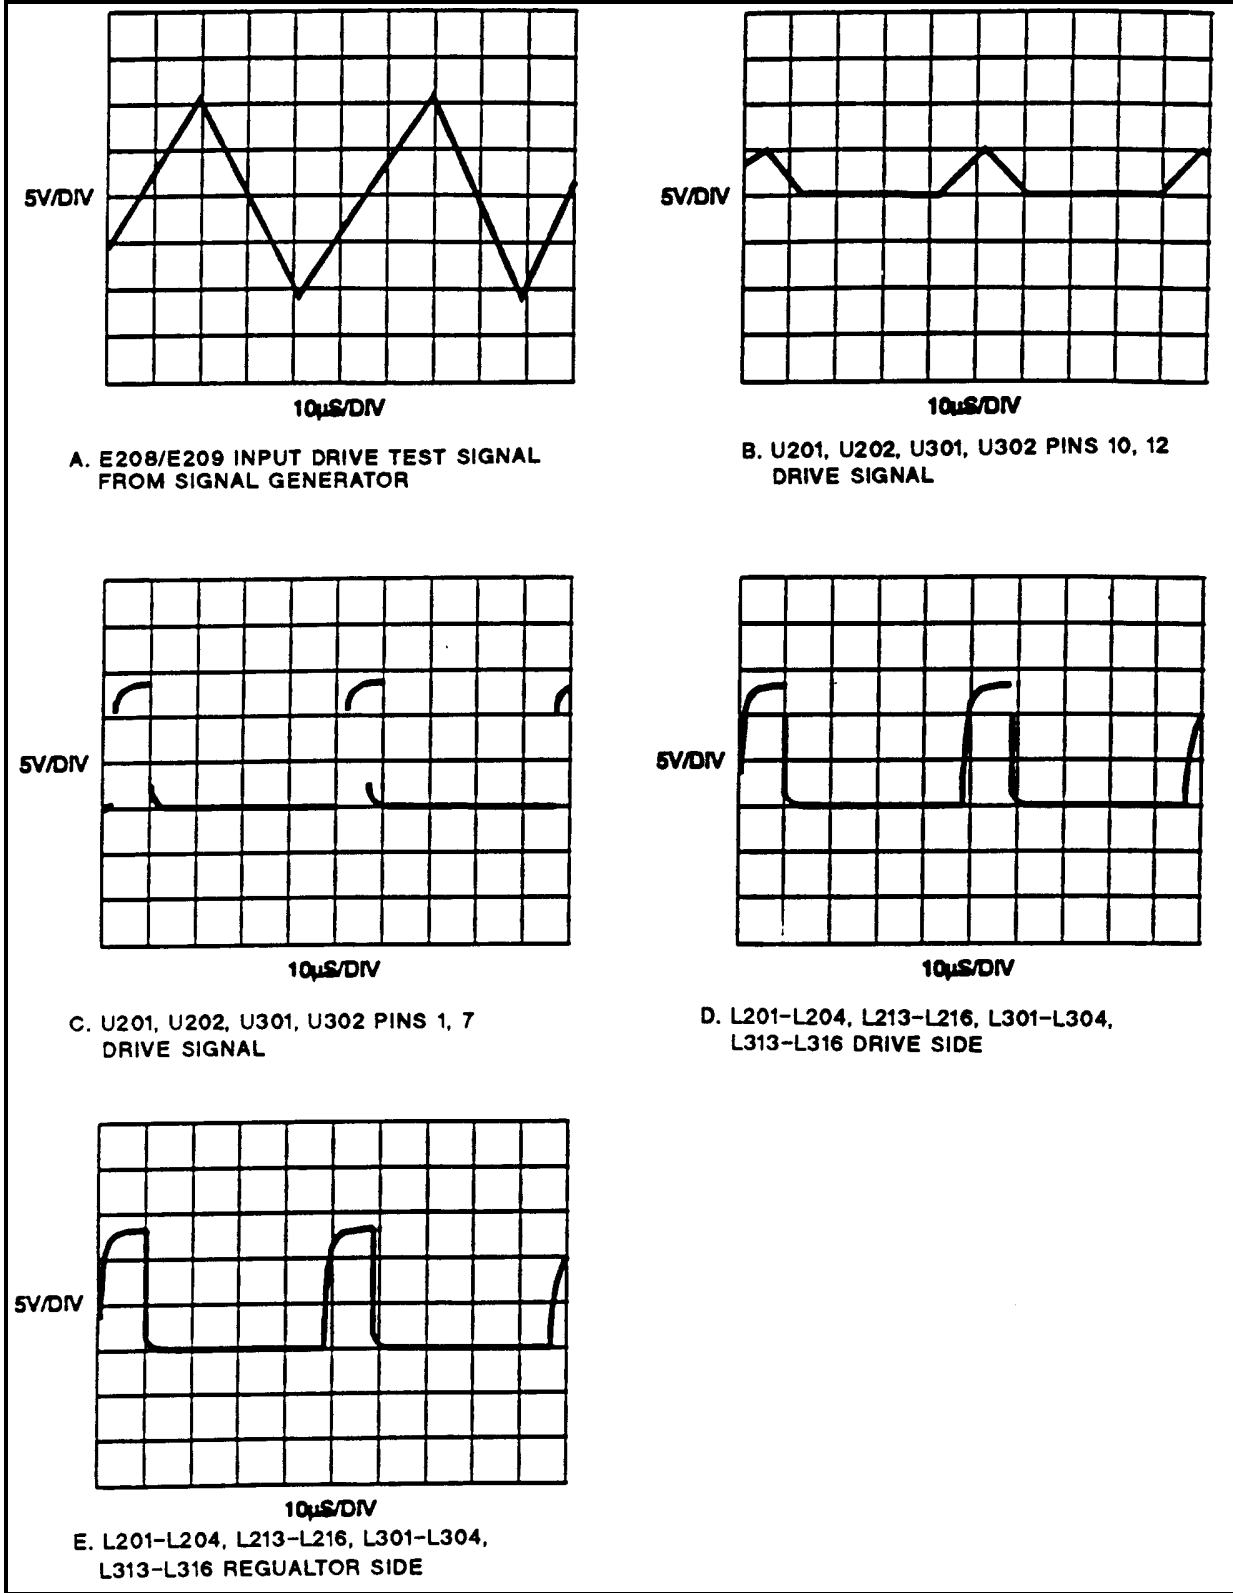 5V/DIV
10µS/DIV
A. E208/E209 INPUT DRIVE TEST SIGNAL
FROM SIGNAL GENERATOR
5V/DIV
10µS/DIV
B. U201, U202, U301, U302 PINS 10, 12
DRIVE SIGNAL
5V/DIV
10µS/DIV
C. U201, U202, U301, U302 PINS 1, 7
DRIVE SIGNAL
5V/DIV
10µS/DIV
D. L201-L204, L213-L216, L301-L304,
L313-L316 DRIVE SIDE
5V/DIV
10µS/DIV
E. L201-L204, L213-L216, L301-L304,
L313-L316 REGUALTOR SIDE